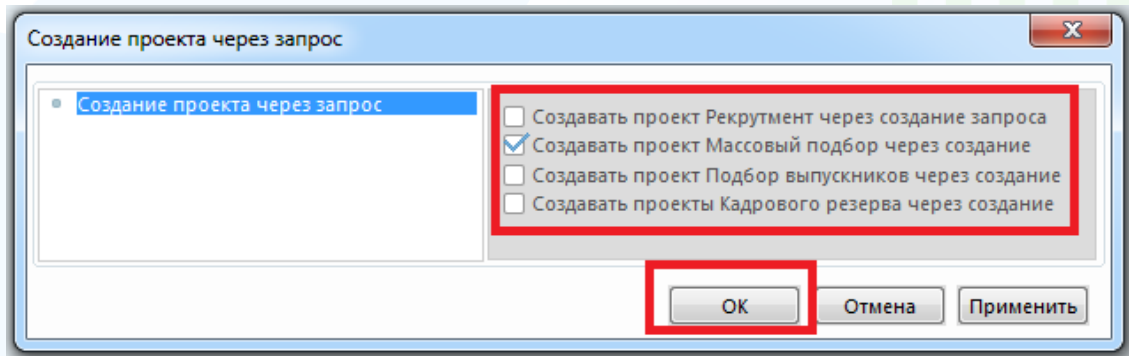 Создание проекта через запрос
Создание проекта через запрос
Создавать проект Рекрутмент через создание запроса
Создавать проект Массовый подбор через создание
Создавать проект Подбор выпускников через создание
Создавать проекты Кадрового резерва через создание
ОК
Отмена
Применить